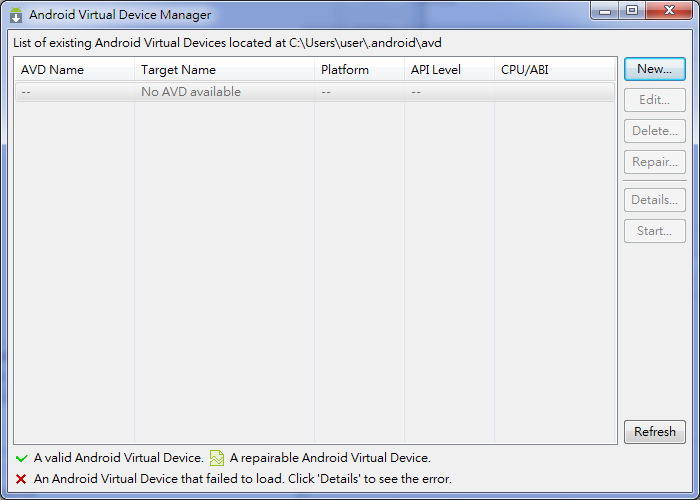 Android Virtual Device Manager
List of existing Android Virtual Devices located at C:\Users\user\.android\avd
AVD Name Target Name Platform API Level CPU/ABI
-- No AVD available -- --
New...
Edit...
Delete...
Repair...
Details...
Start...
Refresh
A valid Android Virtual Device. A repairable Android Virtual Device.
An Android Virtual Device that failed to load. Click 'Details' to see the error.